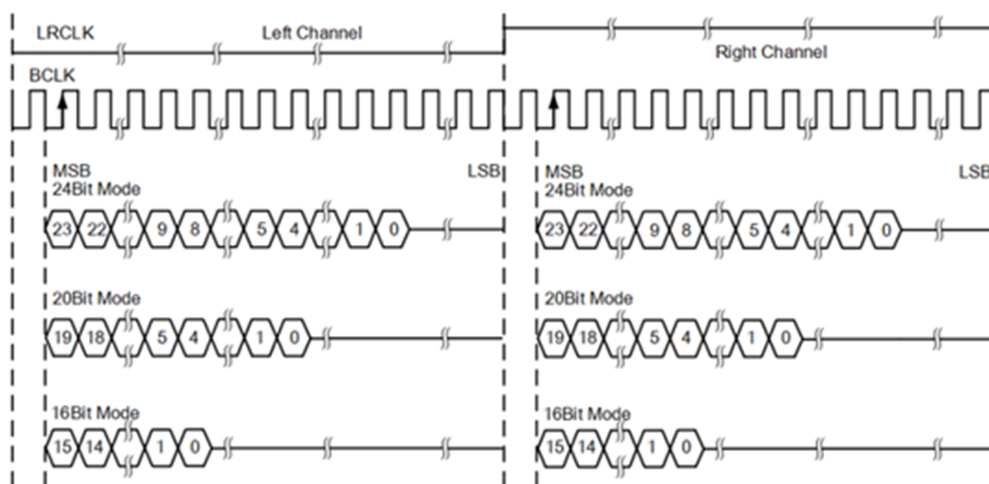 LRCLK Left Channel
Right Channel
BCLK
MSB LSB MSB LSB
24Bit Mode 24Bit Mode
23 22 9 8 5 4 1 0 23 22 9 8 5 4 1 0
20Bit Mode 20Bit Mode
19 18 5 4 1 0 19 18 5 4 1 0
16Bit Mode 16Bit Mode
15 14 1 0 15 14 1 0